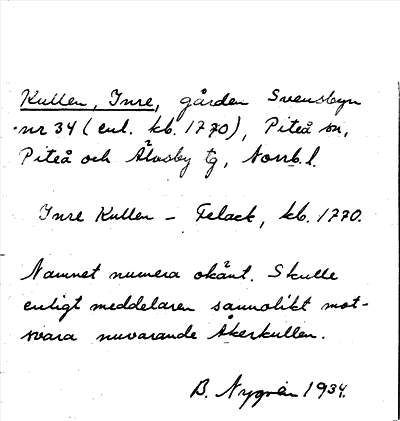 Kullen, Inre, gården Svensbyn
nr 34 (enl. kb. 1770), Piteå sn,
Piteå och Älvsby tg, Norrb. l.
Inre Kullen – Felack, kb. 1770.
Namnet numera okänt. Skulle
enligt meddelaren sannolikt mot-
svara nuvarande Åkerkullen.
B. Nygren 1934.